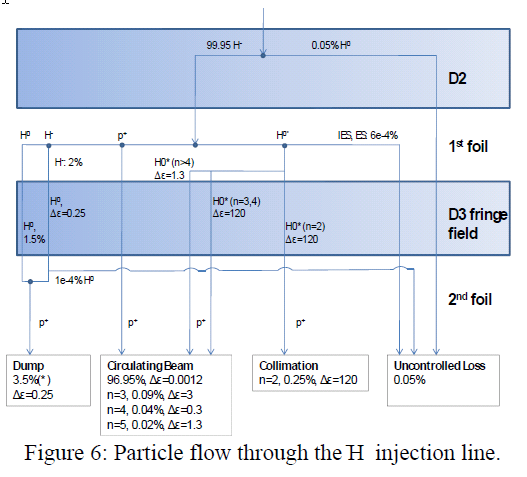 99.95 H-
0.05% H⁰
D2
H⁰
H-
p⁺
H⁰*
IES, ES: 6e-4%
1st foil
H-: 2%
H0* (n>4)
Δε=1.3
H⁰,
Δε=0.25
H⁰,
1.5%
H0* (n=3,4)
Δε=120
H0* (n=2)
Δε=120
D3 fringe
field
1e-4% H⁰
2nd foil
p⁺
p⁺
p⁺
p⁺
Dump
3.5%(*)
Δε=0.25
Circulating Beam
96.95%, Δε=0.0012
n=3, 0.09%, Δε=3
n=4, 0.04%, Δε=0.3
n=5, 0.02%, Δε=1.3
Collimation
n=2, 0.25%, Δε=120
Uncontrolled Loss
0.05%
Figure 6: Particle flow through the H injection line.